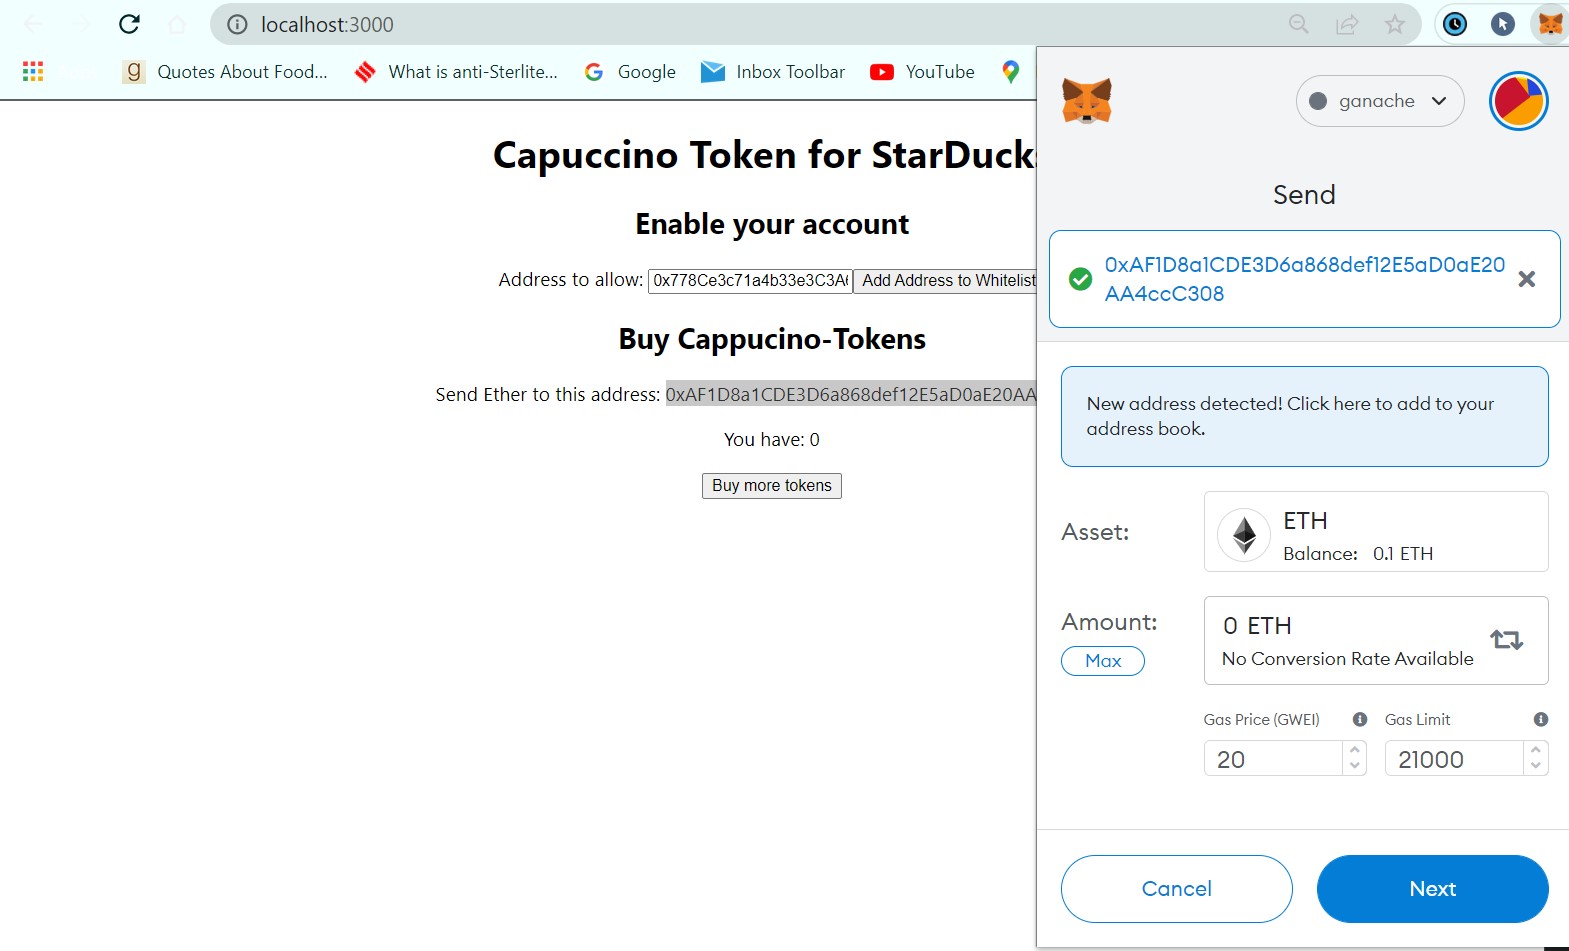 localhost:3000
g Quotes About Food... What is anti-Sterlite... Google Inbox Toolbar YouTube
Capuccino Token for StarDucks
Enable your account
Address to allow: 0x778Ce3c71a4b33e3C3A Add Address to Whitelist
Buy Cappucino-Tokens
Send Ether to this address: 0xAF1D8a1CDE3D6a868def12E5aD0aE20AA
You have: 0
Buy more tokens
ganache
Send
0xAF1D8a1CDE3D6a868def12E5aD0aE20
AA4ccC308
New address detected! Click here to add to your
address book.
Asset:
ETH
Balance: 0.1 ETH
Amount:
Max
0 ETH
No Conversion Rate Available
Gas Price (GWEI) Gas Limit
20 21000
Cancel Next